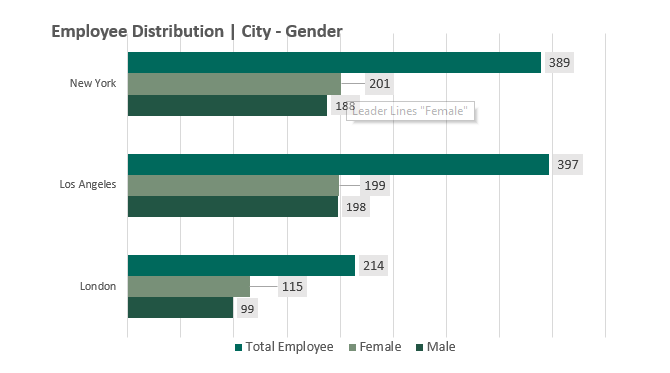 Employee Distribution | City - Gender
389
New York
201
188
Leader Lines "Female"
397
Los Angeles
199
198
214
London
115
99
Total Employee Female Male